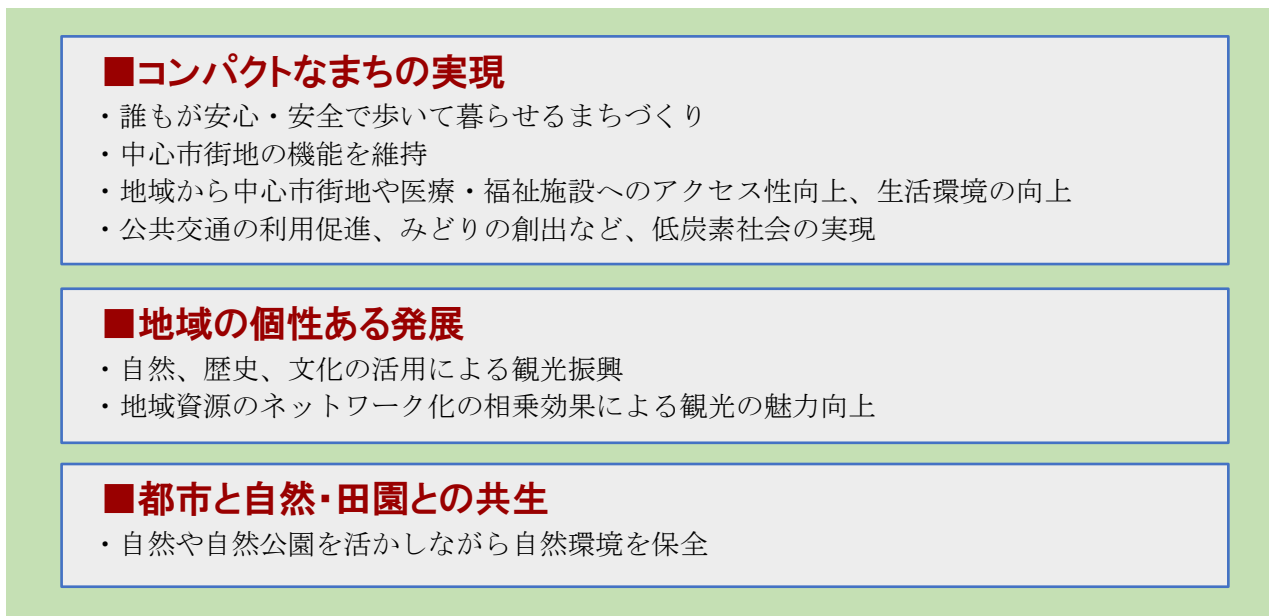 ■コンパクトなまちの実現
・誰もが安心・安全で歩いて暮らせるまちづくり
・中心市街地の機能を維持
・地域から中心市街地や医療・福祉施設へのアクセス性向上、生活環境の向上
・公共交通の利用促進、みどりの創出など、低炭素社会の実現
■地域の個性ある発展
・自然、歴史、文化の活用による観光振興
・地域資源のネットワーク化の相乗効果による観光の魅力向上
■都市と自然・田園との共生
・自然や自然公園を活かしながら自然環境を保全